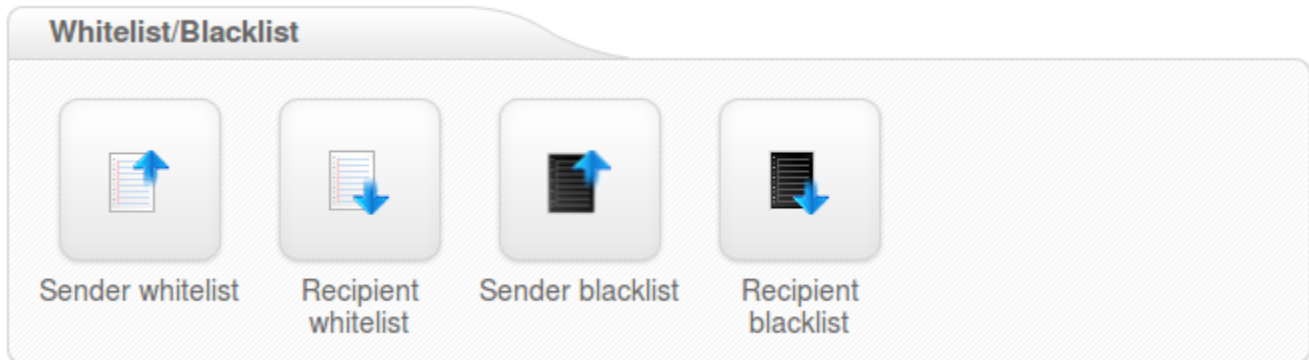 Whitelist/Blacklist
Sender whitelist
Recipient
whitelist
Sender blacklist
Recipient
blacklist